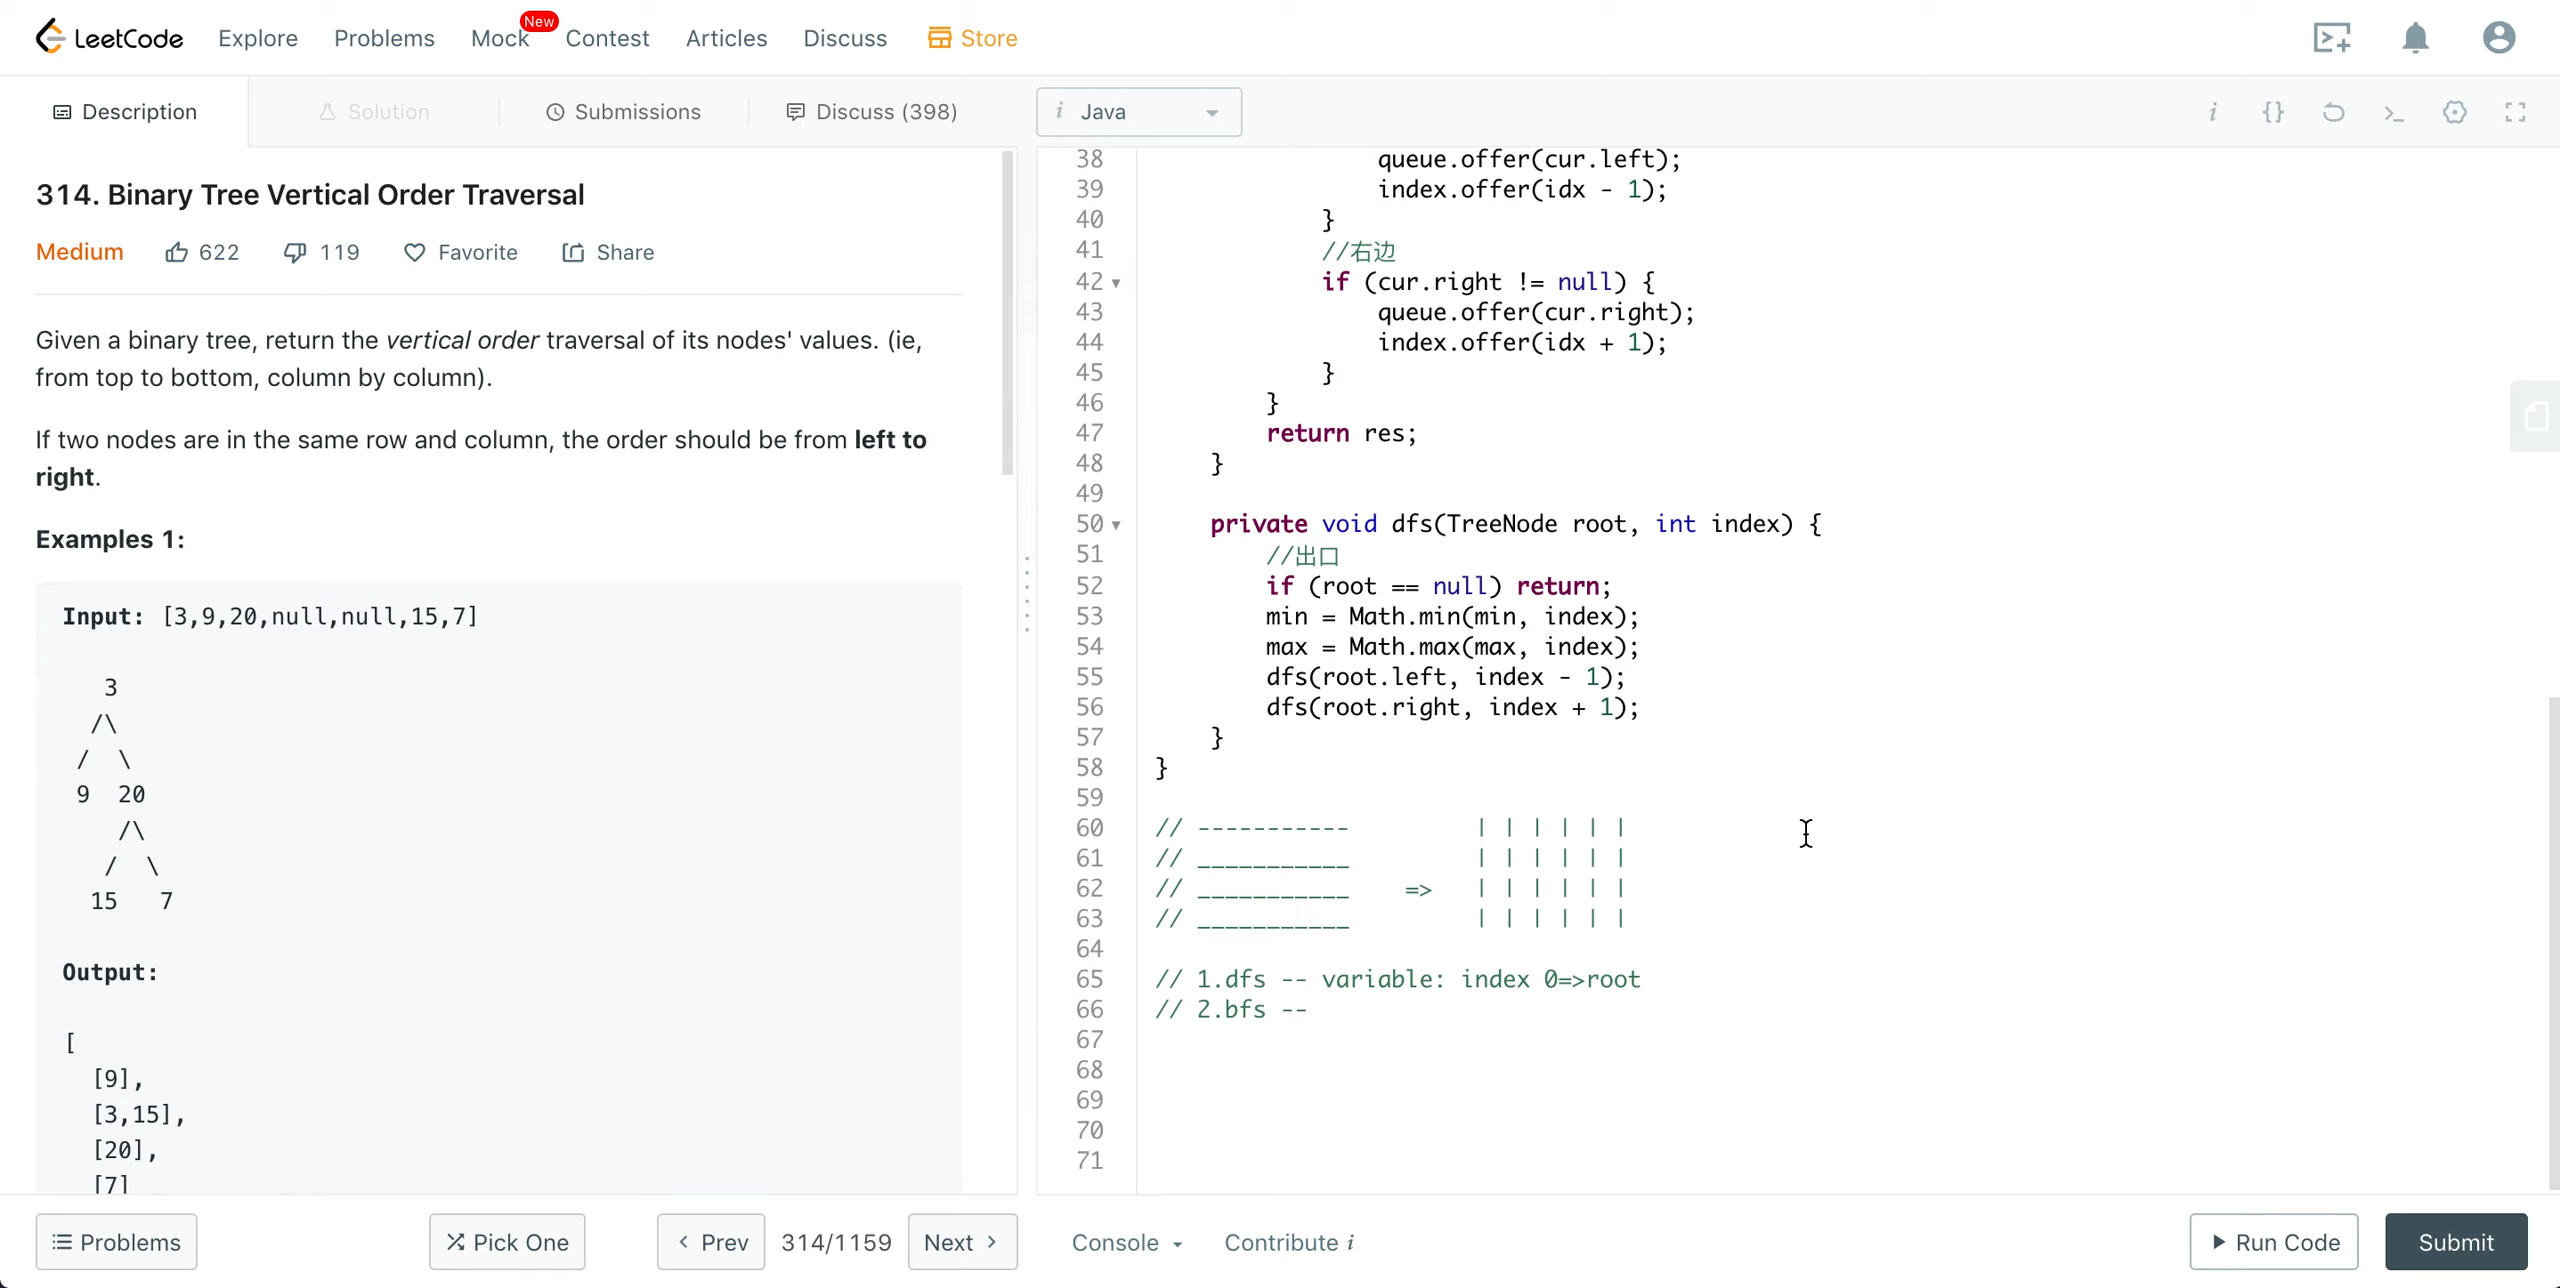 LeetCode Explore Problems Mock New Contest Articles Discuss Store
Description Solution Submissions Discuss (398)
314. Binary Tree Vertical Order Traversal
Medium 622 119 Favorite Share
Given a binary tree, return the vertical order traversal of its nodes' values. (ie,
from top to bottom, column by column).
If two nodes are in the same row and column, the order should be from left to
right.
Examples 1:
Input: [3,9,20,null,null,15,7]
3
/\
/  \
9  20
/\
/  \
15   7
Output:
[
[9],
[3,15],
[20],
[7]
Problems Pick One Prev 314/1159 Next
i Java
38 queue.offer(cur.left);
39 index.offer(idx - 1);
40 }
41 //右边
42 if (cur.right != null) {
43 queue.offer(cur.right);
44 index.offer(idx + 1);
45 }
46 }
47 return res;
48 }
49
50 private void dfs(TreeNode root, int index) {
51 //出口
52 if (root == null) return;
53 min = Math.min(min, index);
54 max = Math.max(max, index);
55 dfs(root.left, index - 1);
56 dfs(root.right, index + 1);
57 }
58 }
59
60 // ----------- | | | | | |
61 // ___________ | | | | | |
62 // ___________ => | | | | | |
63 // ___________ | | | | | |
64
65 // 1.dfs -- variable: index 0=>root
66 // 2.bfs --
67
68
69
70
71
Console Contribute i Run Code Submit